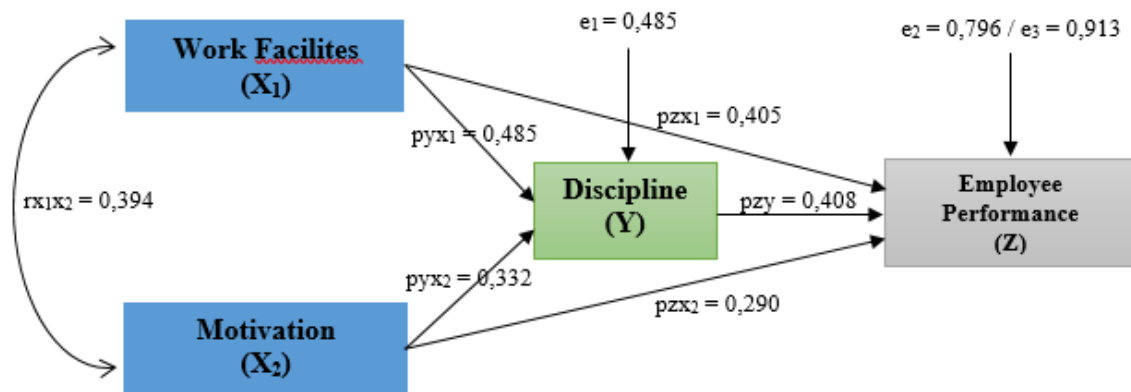 e₁ = 0,485
e₂ = 0,796 / e₃ = 0,913
Work Facilites
(X₁)
pzx₁ = 0,405
pyx₁ = 0,485
Discipline
(Y)
Employee
Performance
(Z)
rx₁x₂ = 0,394
pzy = 0,408
pyx₂ = 0,332
pzx₂ = 0,290
Motivation
(X₂)